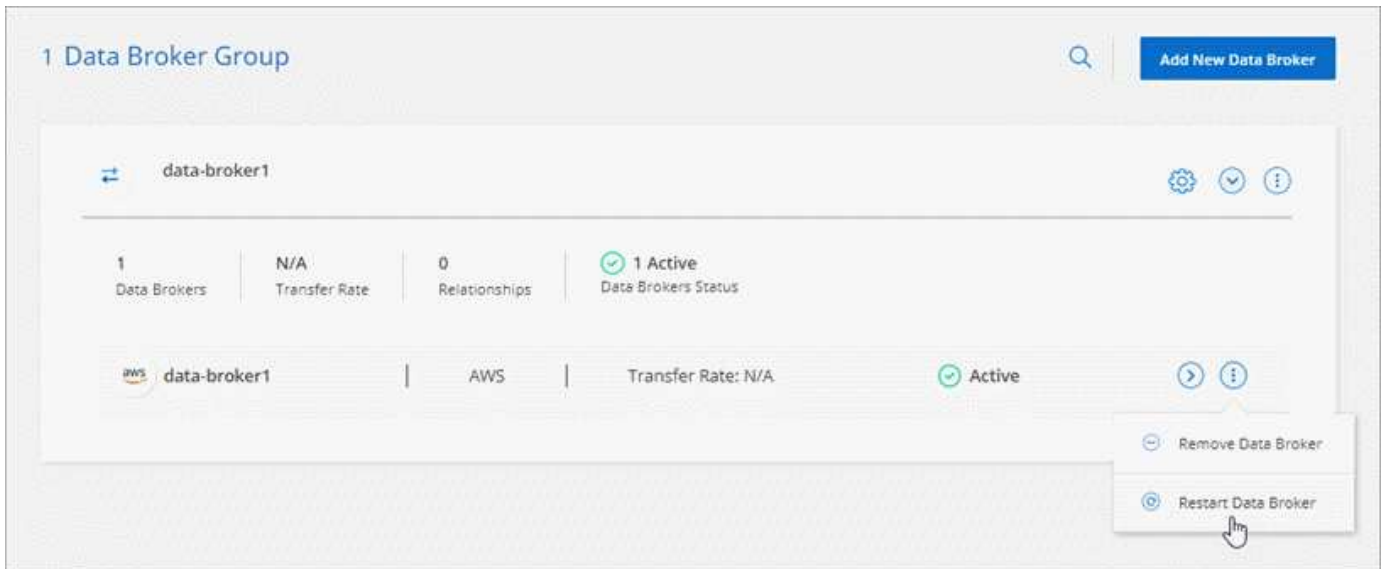 1 Data Broker Group
Add New Data Broker
data-broker1
1
Data Brokers
N/A
Transfer Rate
0
Relationships
1 Active
Data Brokers Status
aws
data-broker1 | AWS | Transfer Rate: N/A
Active
Remove Data Broker
Restart Data Broker